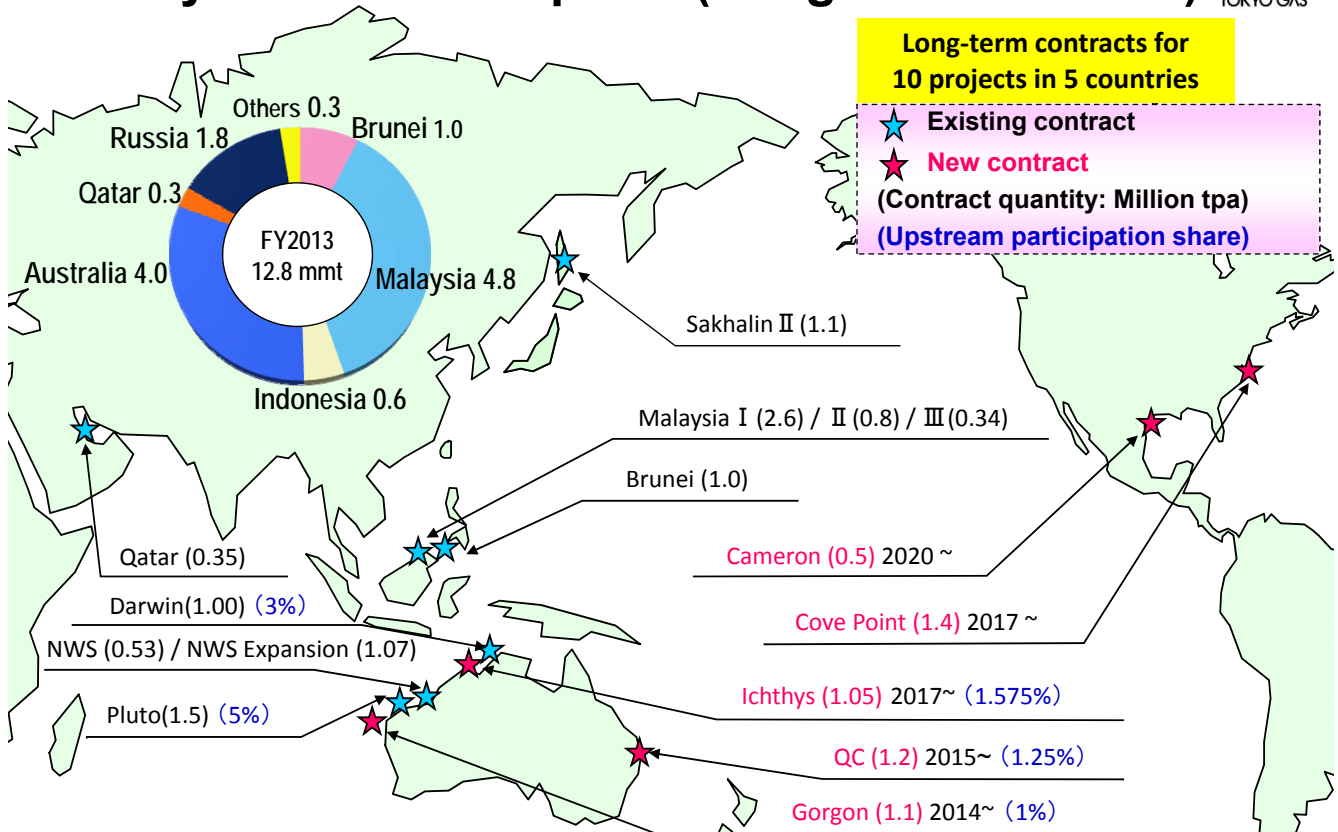 TOKYO GAS
Long-term contracts for
10 projects in 5 countries
Existing contract
New contract
(Contract quantity: Million tpa)
(Upstream participation share)
Others 0.3
Brunei 1.0
Russia 1.8
Qatar 0.3
Australia 4.0
FY2013
12.8 mmt
Malaysia 4.8
Indonesia 0.6
Sakhalin Ⅱ (1.1)
Malaysia Ⅰ (2.6) / Ⅱ (0.8) / Ⅲ (0.34)
Brunei (1.0)
Qatar (0.35)
Cameron (0.5) 2020 ~
Darwin(1.00)（3%）
Cove Point (1.4) 2017 ~
NWS (0.53) / NWS Expansion (1.07)
Ichthys (1.05) 2017~（1.575%）
Pluto(1.5)（5%）
QC (1.2) 2015~（1.25%）
Gorgon (1.1) 2014~（1%）